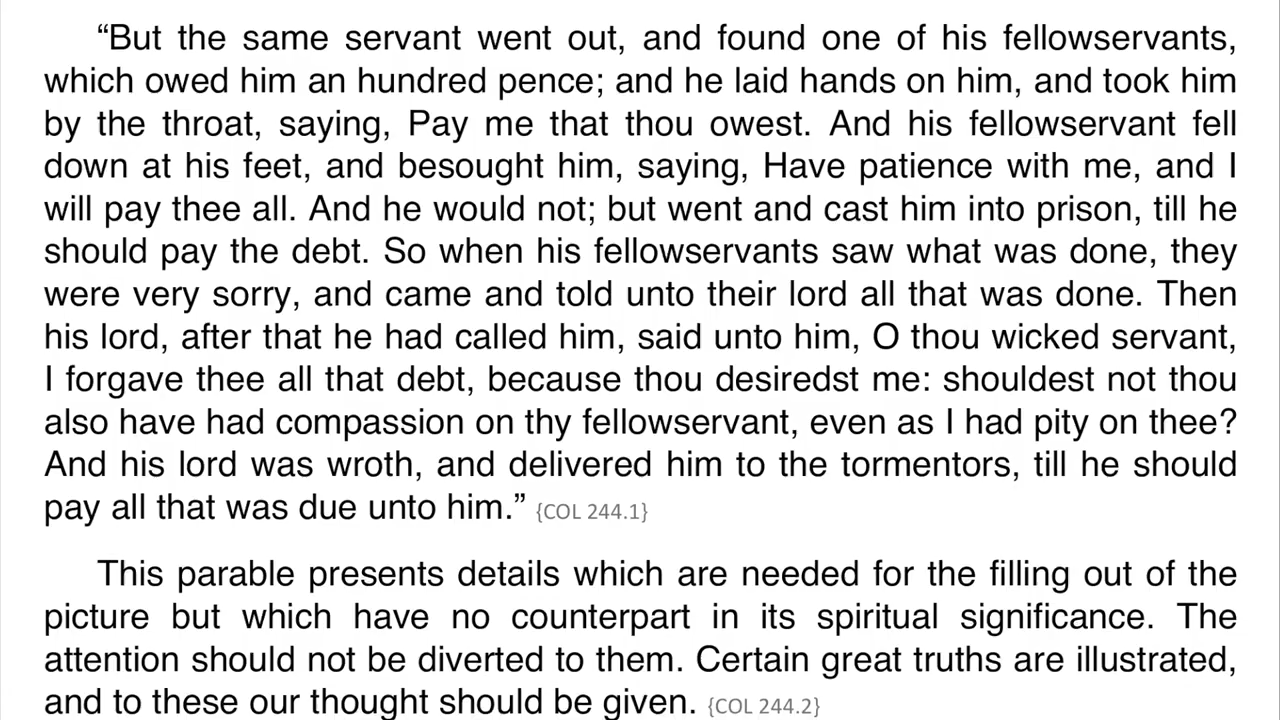 “But the same servant went out, and found one of his fellowservants,
which owed him an hundred pence; and he laid hands on him, and took him
by the throat, saying, Pay me that thou owest. And his fellowservant fell
down at his feet, and besought him, saying, Have patience with me, and I
will pay thee all. And he would not; but went and cast him into prison, till he
should pay the debt. So when his fellowservants saw what was done, they
were very sorry, and came and told unto their lord all that was done. Then
his lord, after that he had called him, said unto him, O thou wicked servant,
I forgave thee all that debt, because thou desiredst me: shouldest not thou
also have had compassion on thy fellowservant, even as I had pity on thee?
And his lord was wroth, and delivered him to the tormentors, till he should
pay all that was due unto him.” {COL 244.1}
This parable presents details which are needed for the filling out of the
picture but which have no counterpart in its spiritual significance. The
attention should not be diverted to them. Certain great truths are illustrated,
and to these our thought should be given. {COL 244.2}